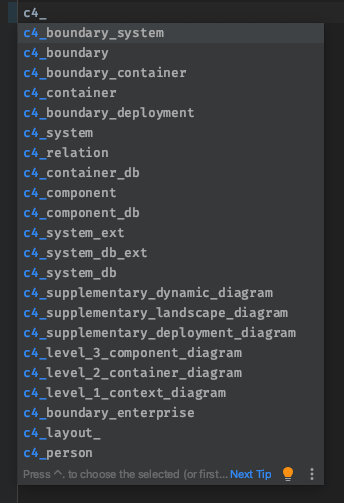 c4_
c4_boundary_system
c4_boundary
c4_boundary_container
c4_container
c4_boundary_deployment
c4_system
c4_relation
c4_container_db
c4_component
c4_component_db
c4_system_ext
c4_system_db_ext
c4_system_db
c4_supplementary_dynamic_diagram
c4_supplementary_landscape_diagram
c4_supplementary_deployment_diagram
c4_level_3_component_diagram
c4_level_2_container_diagram
c4_level_1_context_diagram
c4_boundary_enterprise
c4_layout_
c4_person
Press ^. to choose the selected (or first... Next Tip